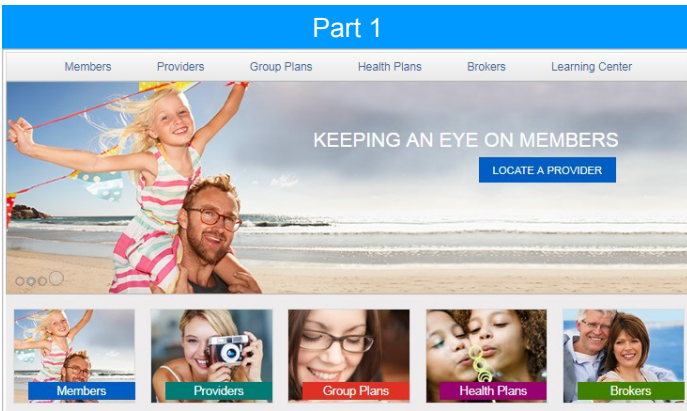 Part 1
Members Providers Group Plans Health Plans Brokers Learning Center
KEEPING AN EYE ON MEMBERS
LOCATE A PROVIDER
Members Providers Group Plans Health Plans Brokers